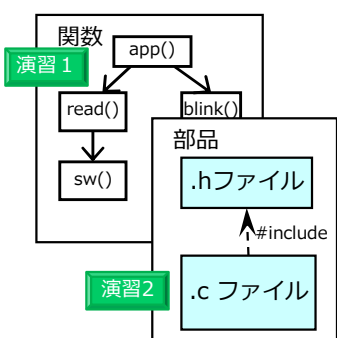 関数
演習１
app()
read()
blink()
sw()
部品
.hファイル
#include
演習2
.c ファイル